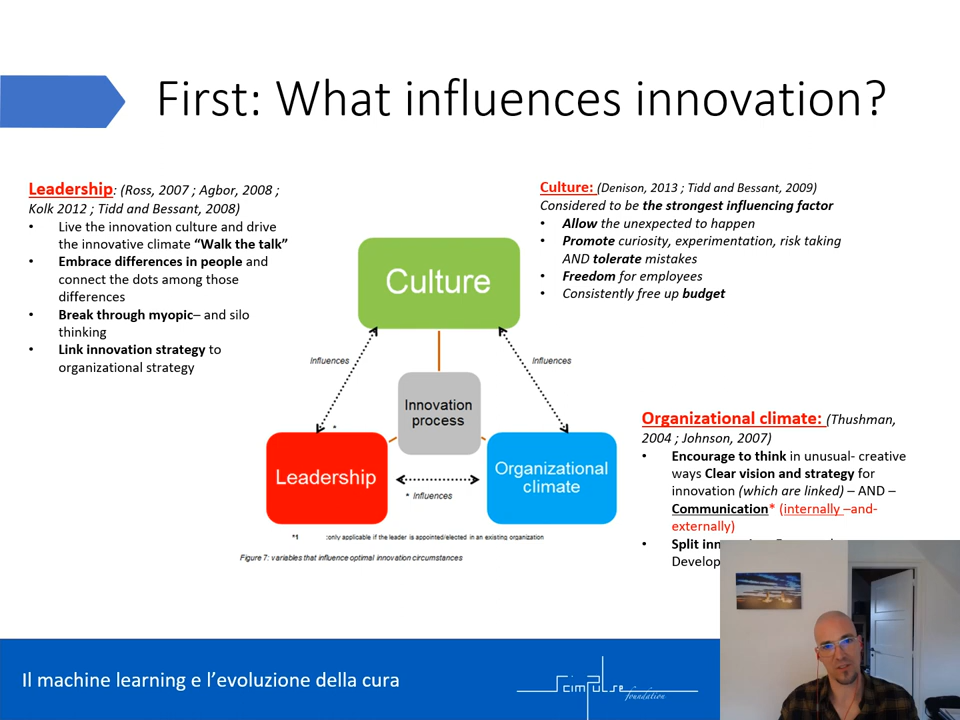 First: What influences innovation?
Leadership: (Ross, 2007 ; Agbor, 2008 ;
Kolk 2012 ; Tidd and Bessant, 2008)
• Live the innovation culture and drive
the innovative climate “Walk the talk”
• Embrace differences in people and
connect the dots among those
differences
• Break through myopic– and silo
thinking
• Link innovation strategy to
organizational strategy
Culture: (Denison, 2013 ; Tidd and Bessant, 2009)
Considered to be the strongest influencing factor
• Allow the unexpected to happen
• Promote curiosity, experimentation, risk taking
AND tolerate mistakes
• Freedom for employees
• Consistently free up budget
Culture
Influences
Influences
Innovation
process
*
Leadership
Organizational
climate
* Influences
*1 :only applicable if the leader is appointed/elected in an existing organization
Figure 7: variables that influence optimal innovation circumstances
Organizational climate: (Thushman,
2004 ; Johnson, 2007)
• Encourage to think in unusual- creative
ways Clear vision and strategy for
innovation (which are linked) – AND –
Communication* (internally –and-
externally)
• Split
Develop
Il machine learning e l’evoluzione della cura
scimpulse
foundation